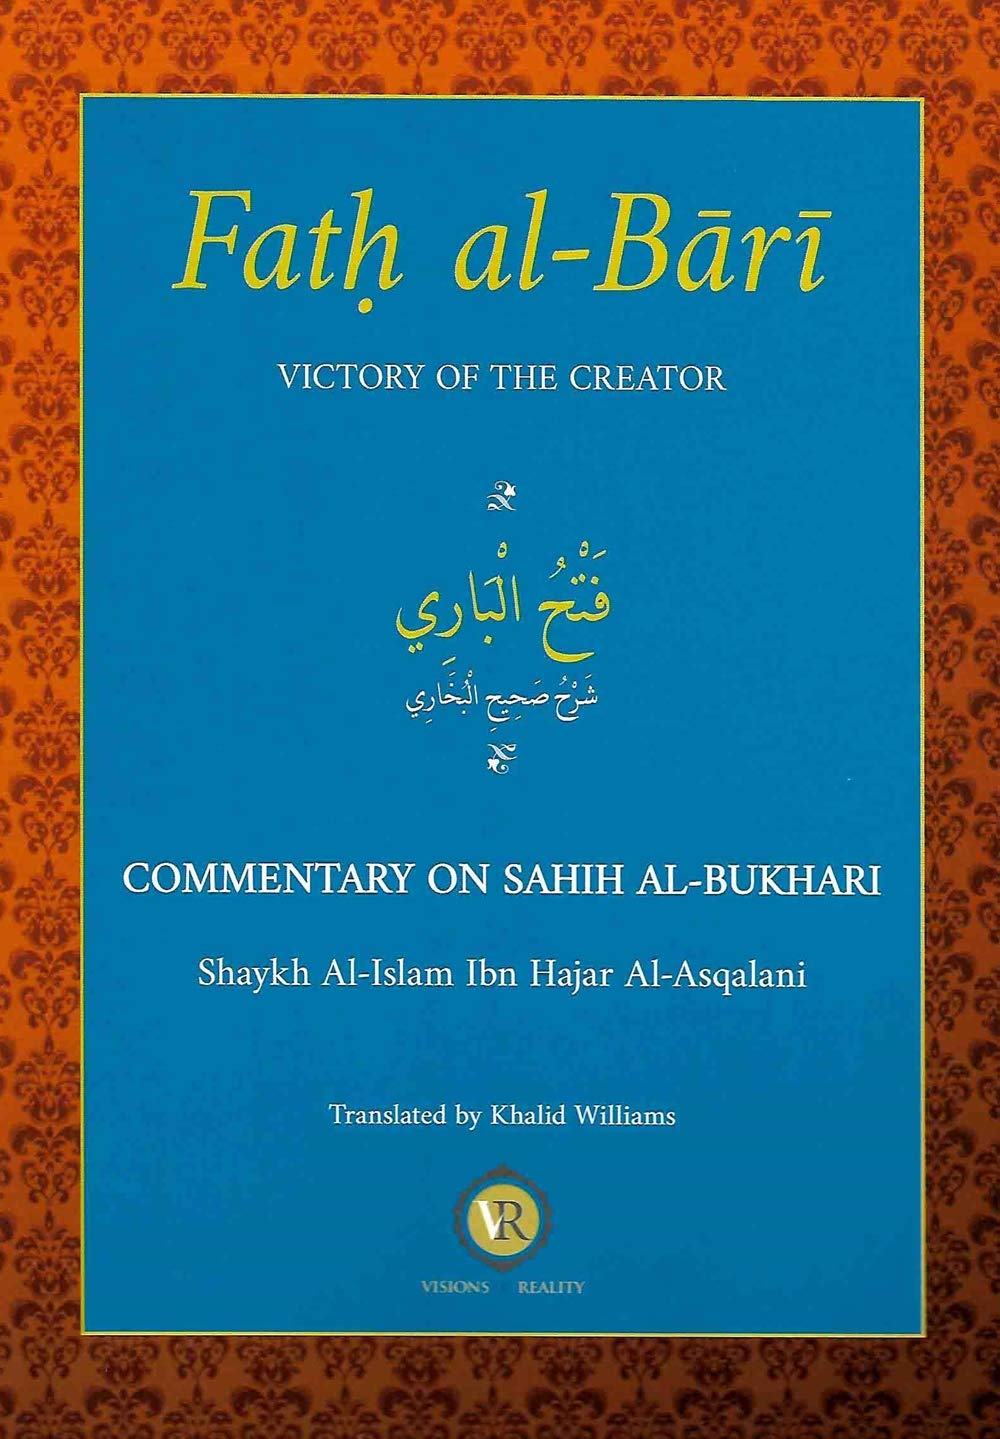 Fatḥ al-Bārī
VICTORY OF THE CREATOR
فَتْحُ الْبَارِي
شَرْحُ صَحِيحِ الْبُخَارِي
COMMENTARY ON SAHIH AL-BUKHARI
Shaykh Al-Islam Ibn Hajar Al-Asqalani
Translated by Khalid Williams
VR
VISIONS REALITY